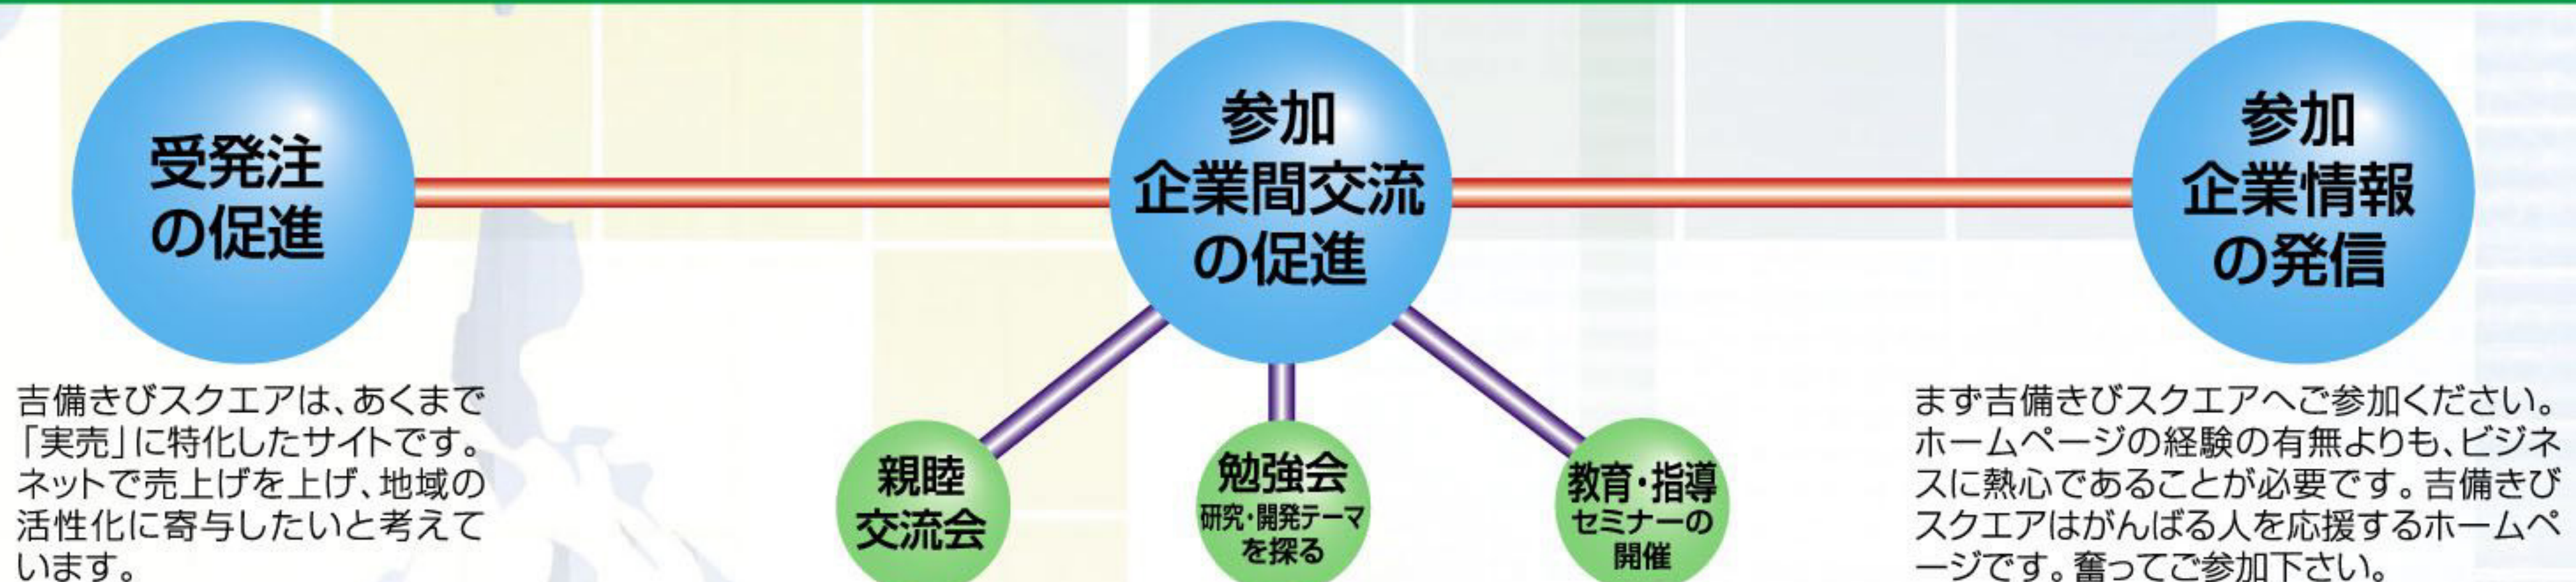 受発注
の促進
参加
企業間交流
の促進
参加
企業情報
の発信
吉備きびスクエアは、あくまで
「実売」に特化したサイトです。
ネットで売上げを上げ、地域の
活性化に寄与したいと考えて
います。
親睦
交流会
勉強会
研究・開発テーマ
を探る
教育・指導
セミナーの
開催
まず吉備きびスクエアへご参加ください。
ホームページの経験の有無よりも、ビジネ
スに熱心であることが必要です。吉備きび
スクエアはがんばる人を応援するホームペ
ージです。奮ってご参加下さい。